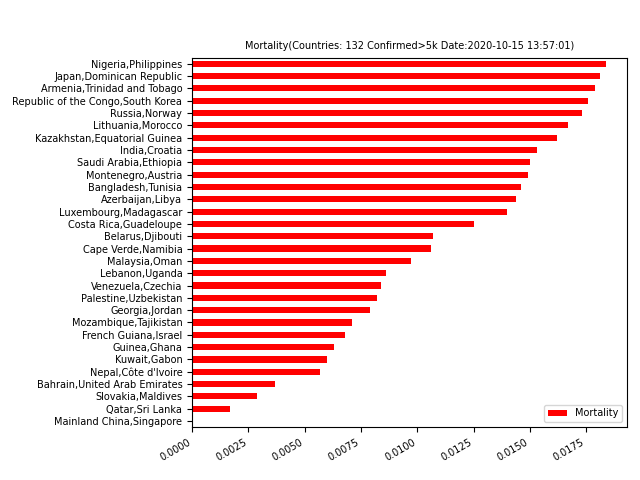 Mortality(Countries: 132 Confirmed>5k Date:2020-10-15 13:57:01)
Nigeria,Philippines
Japan,Dominican Republic
Armenia,Trinidad and Tobago
Republic of the Congo,South Korea
Russia,Norway
Lithuania,Morocco
Kazakhstan,Equatorial Guinea
India,Croatia
Saudi Arabia,Ethiopia
Montenegro,Austria
Bangladesh,Tunisia
Azerbaijan,Libya
Luxembourg,Madagascar
Costa Rica,Guadeloupe
Belarus,Djibouti
Cape Verde,Namibia
Malaysia,Oman
Lebanon,Uganda
Venezuela,Czechia
Palestine,Uzbekistan
Georgia,Jordan
Mozambique,Tajikistan
French Guiana,Israel
Guinea,Ghana
Kuwait,Gabon
Nepal,Côte d'Ivoire
Bahrain,United Arab Emirates
Slovakia,Maldives
Qatar,Sri Lanka
Mainland China,Singapore
Mortality
0.0000 0.0025 0.0050 0.0075 0.0100 0.0125 0.0150 0.0175